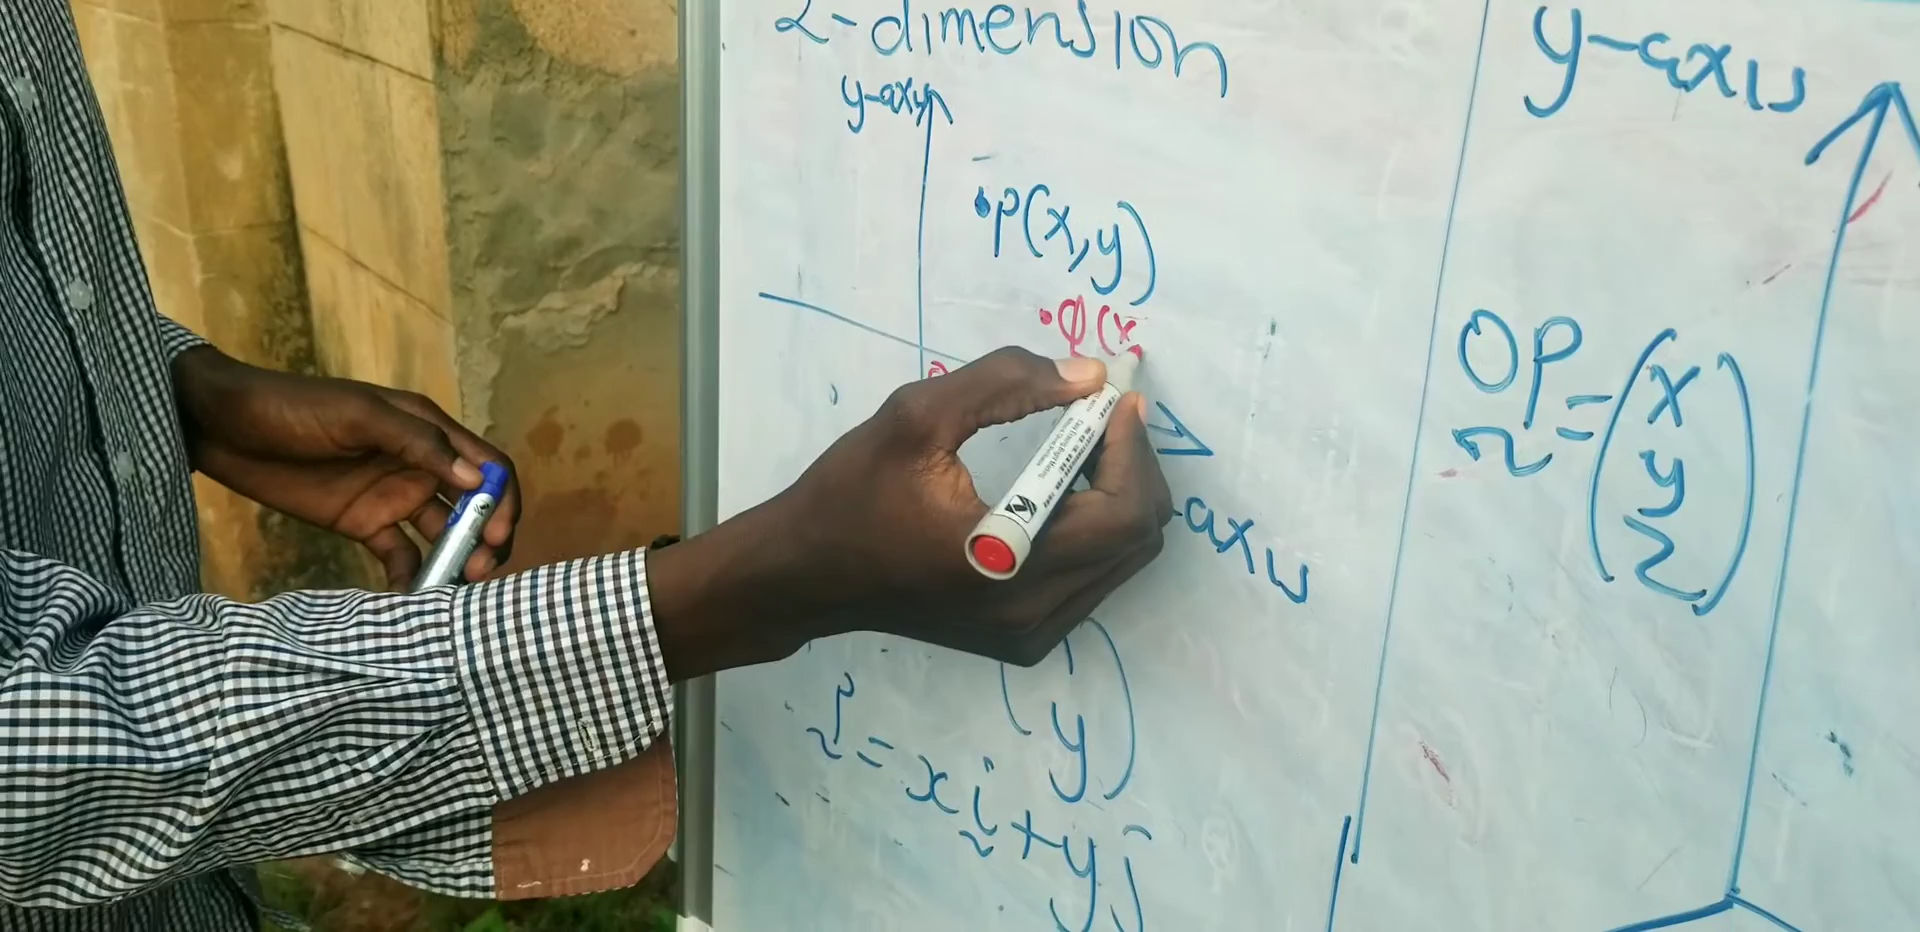 2-dimension
y-axis
P(x,y)
Q(x
-axis
y
P = xi + yj
y-axis
OP = (x
y
z)